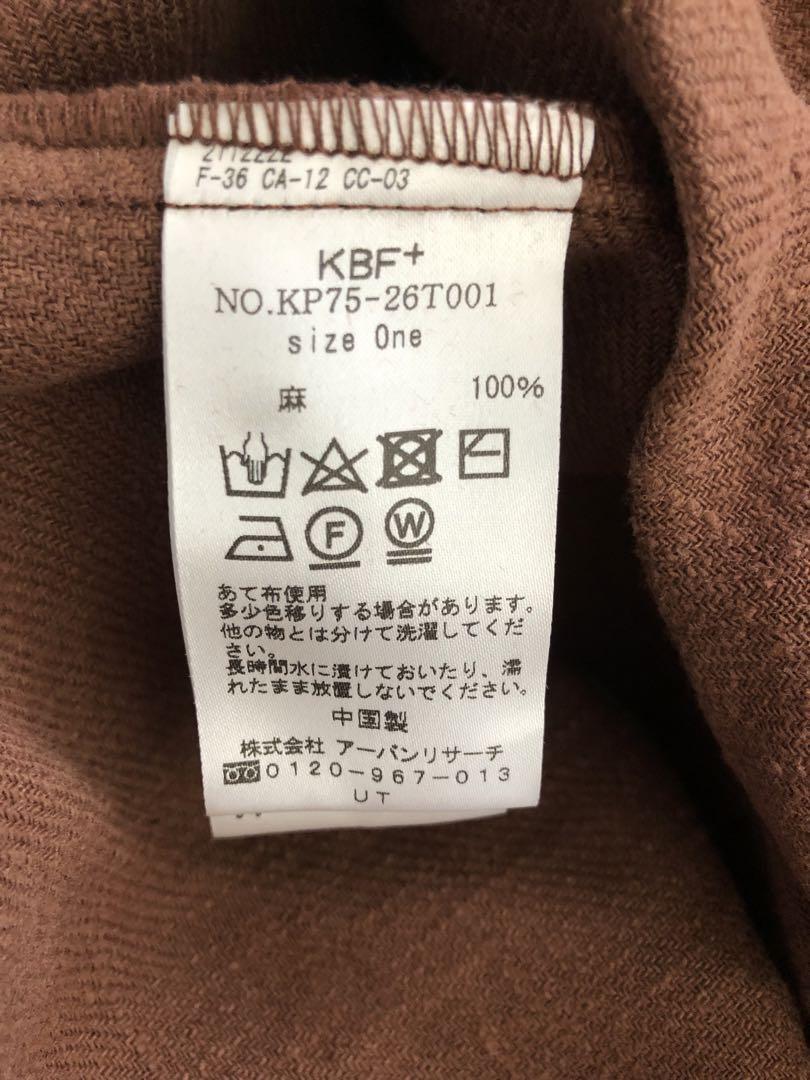 F-36 CA-12 CC-03
KBF+
NO.KP75-26T001
size One
麻 100%
F W
あて布使用
多少色移りする場合があります。
他の物とは分けて洗濯してくだ
さい。
長時間水に漬けておいたり、濡
れたまま放置しないでください。
中国製
株式会社 アーバンリサーチ
0120-967-013
UT